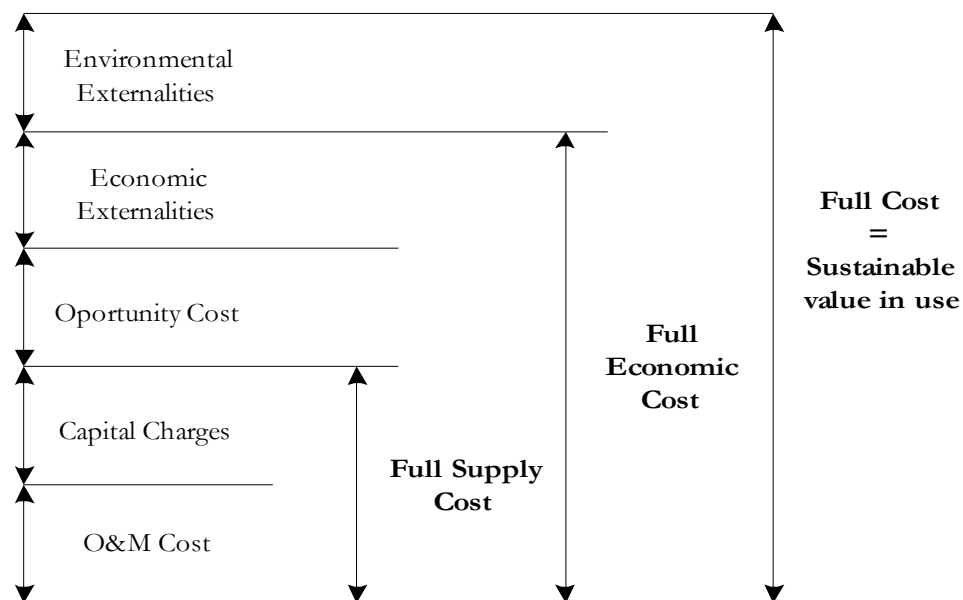 Environmental
Externalities
Economic
Externalities
Oportunity Cost
Capital Charges
O&M Cost
Full Supply
Cost
Full
Economic
Cost
Full Cost
=
Sustainable
value in use